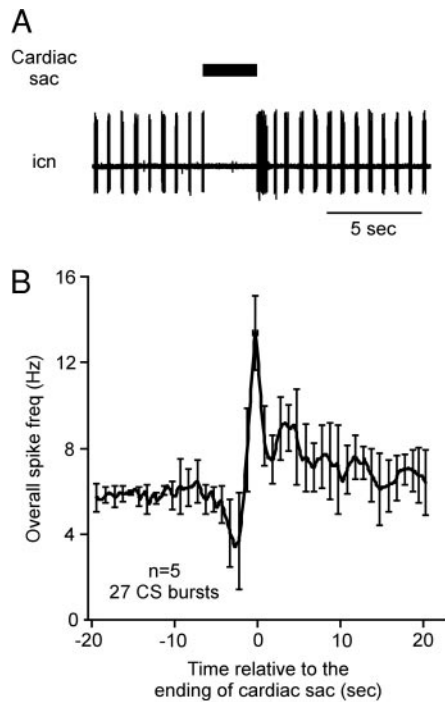 A
Cardiac
sac
icn
5 sec
B
16
12
8
4
0
Overall spike freq (Hz)
n=5
27 CS bursts
-20 -10 0 10 20
Time relative to the
ending of cardiac sac (sec)